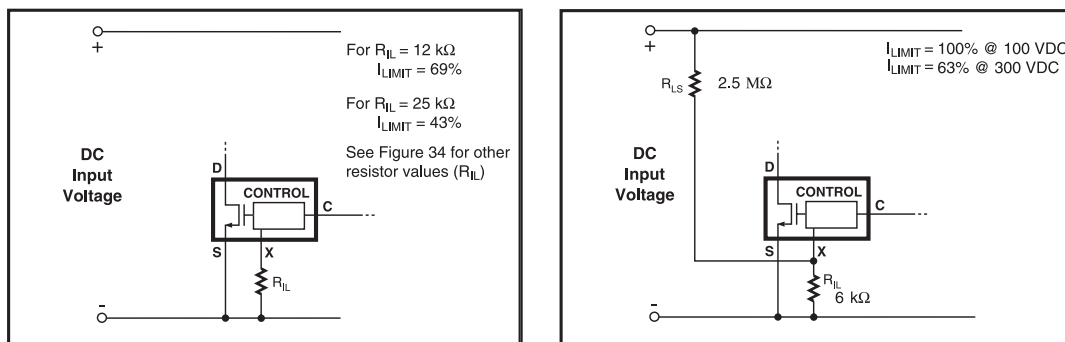 +
For R_IL = 12 kΩ
I_LIMIT = 69%
For R_IL = 25 kΩ
I_LIMIT = 43%
See Figure 34 for other
resistor values (R_IL)
DC
Input
Voltage
D
CONTROL
C
S
X
R_IL
-
+
I_LIMIT = 100% @ 100 VDC
I_LIMIT = 63% @ 300 VDC
R_LS
2.5 MΩ
DC
Input
Voltage
D
CONTROL
C
S
X
R_IL
6 kΩ
-